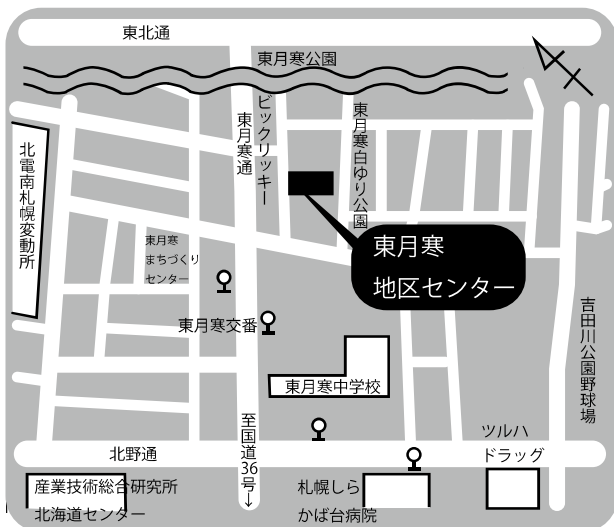 東北通
東月寒公園
ビックリッキー
東月寒通
東月寒白ゆり公園
北電南札幌変動所
東月寒
まちづくり
センター
東月寒
地区センター
東月寒交番
吉田川公園野球場
東月寒中学校
至国道36号→
北野通
ツルハ
ドラッグ
産業技術総合研究所
北海道センター
札幌しら
かば台病院